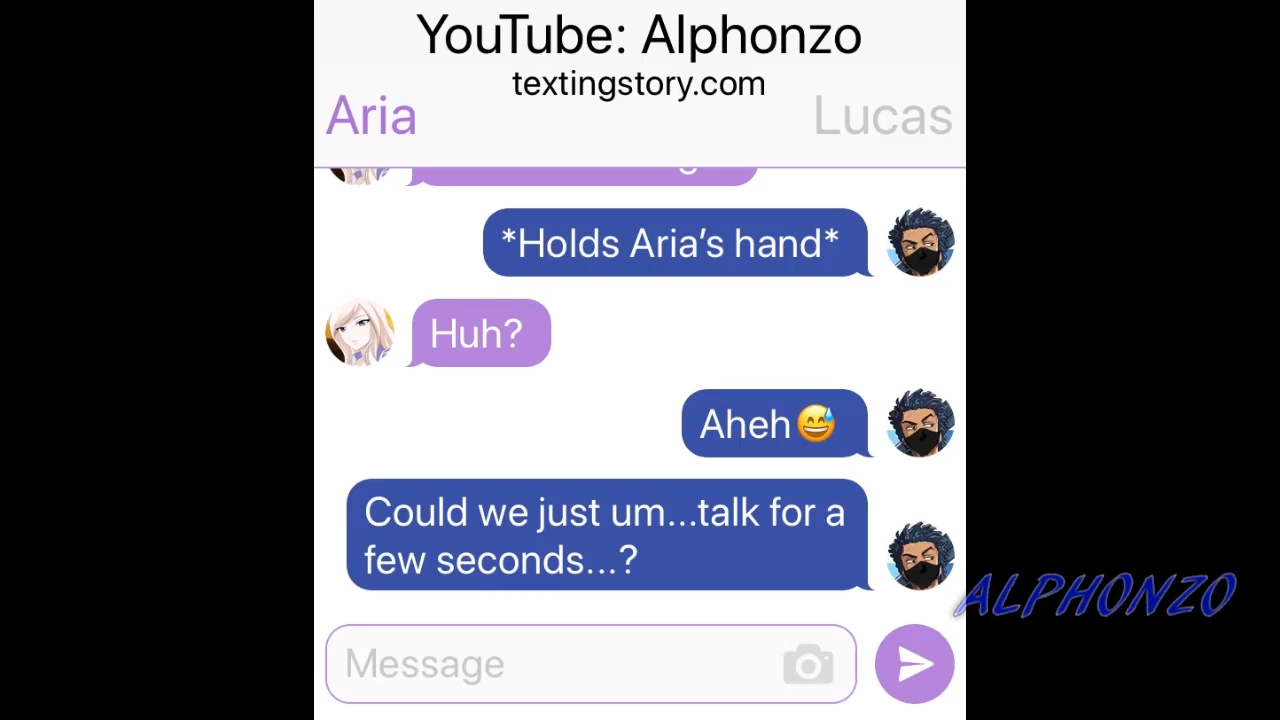 YouTube: Alphonzo
textingstory.com
Aria
Lucas
*Holds Aria’s hand*
Huh?
Aheh😅
Could we just um...talk for a
few seconds...?
ALPHONZO
Message